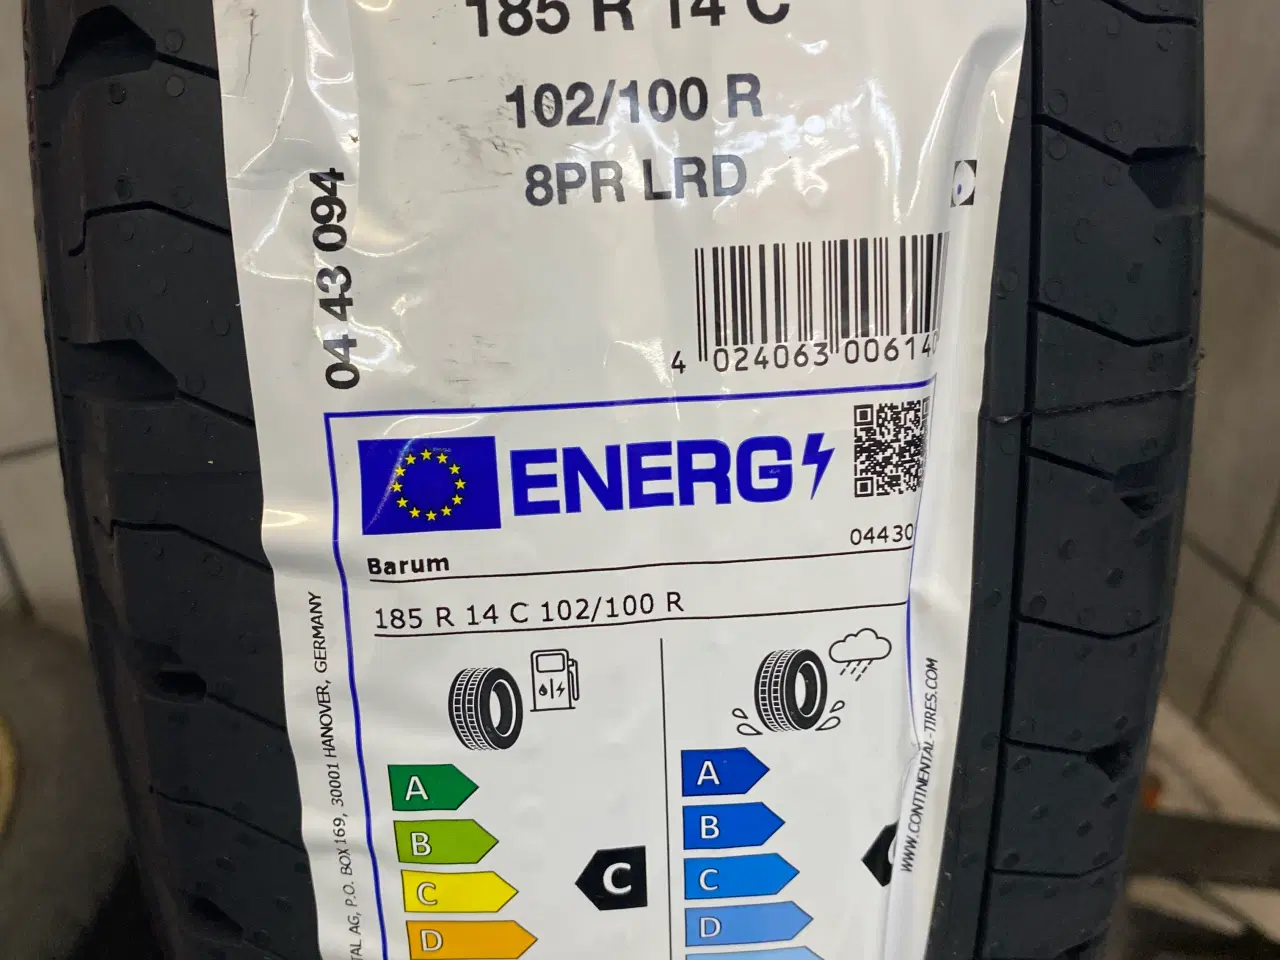 185 R 14 C
102/100 R
8PR LRD
04 43 094
4 024063 006140
ENERG
04430
Barum
185 R 14 C 102/100 R
A
B
C
D
C
A
B
C
D
AG, P.O. BOX 169, 30001 HANOVER, GERMANY
WWW.CONTINENTAL-TIRES.COM